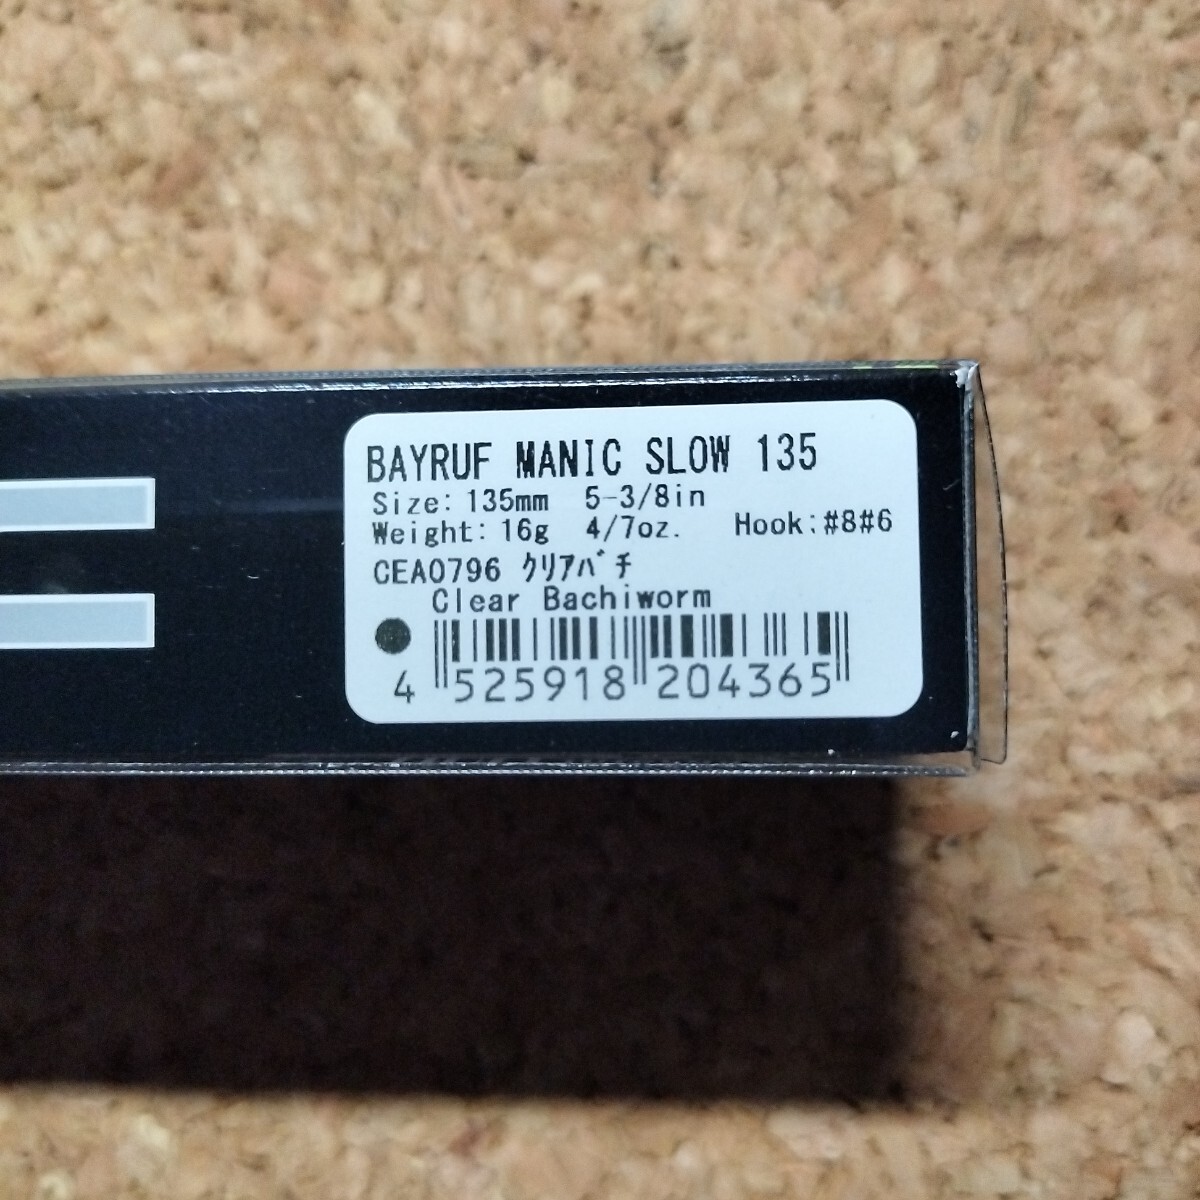 BAYRUF MANIC SLOW 135
Size: 135mm 5-3/8in
Weight: 16g 4/7oz. Hook:#8#6
CEA0796 ｸﾘｱﾊﾞﾁ
Clear Bachiworm
4 525918 204365